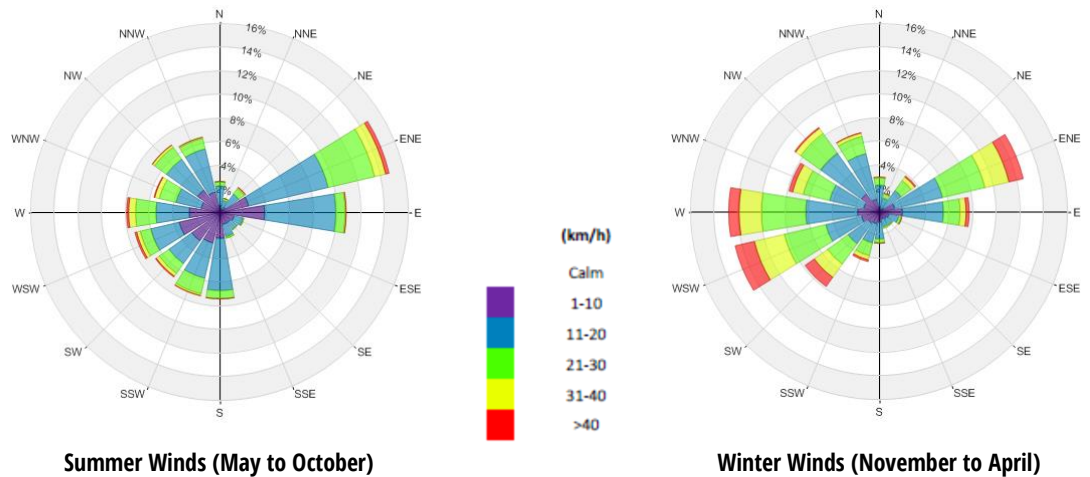 N
NNE
NE
ENE
E
ESE
SE
SSE
S
SSW
SW
WSW
W
WNW
NW
NNW
16%
14%
12%
10%
8%
6%
4%
2%
Summer Winds (May to October)
(km/h)
Calm
1-10
11-20
21-30
31-40
>40
N
NNE
NE
ENE
E
ESE
SE
SSE
S
SSW
SW
WSW
W
WNW
NW
NNW
16%
14%
12%
10%
8%
6%
4%
Winter Winds (November to April)